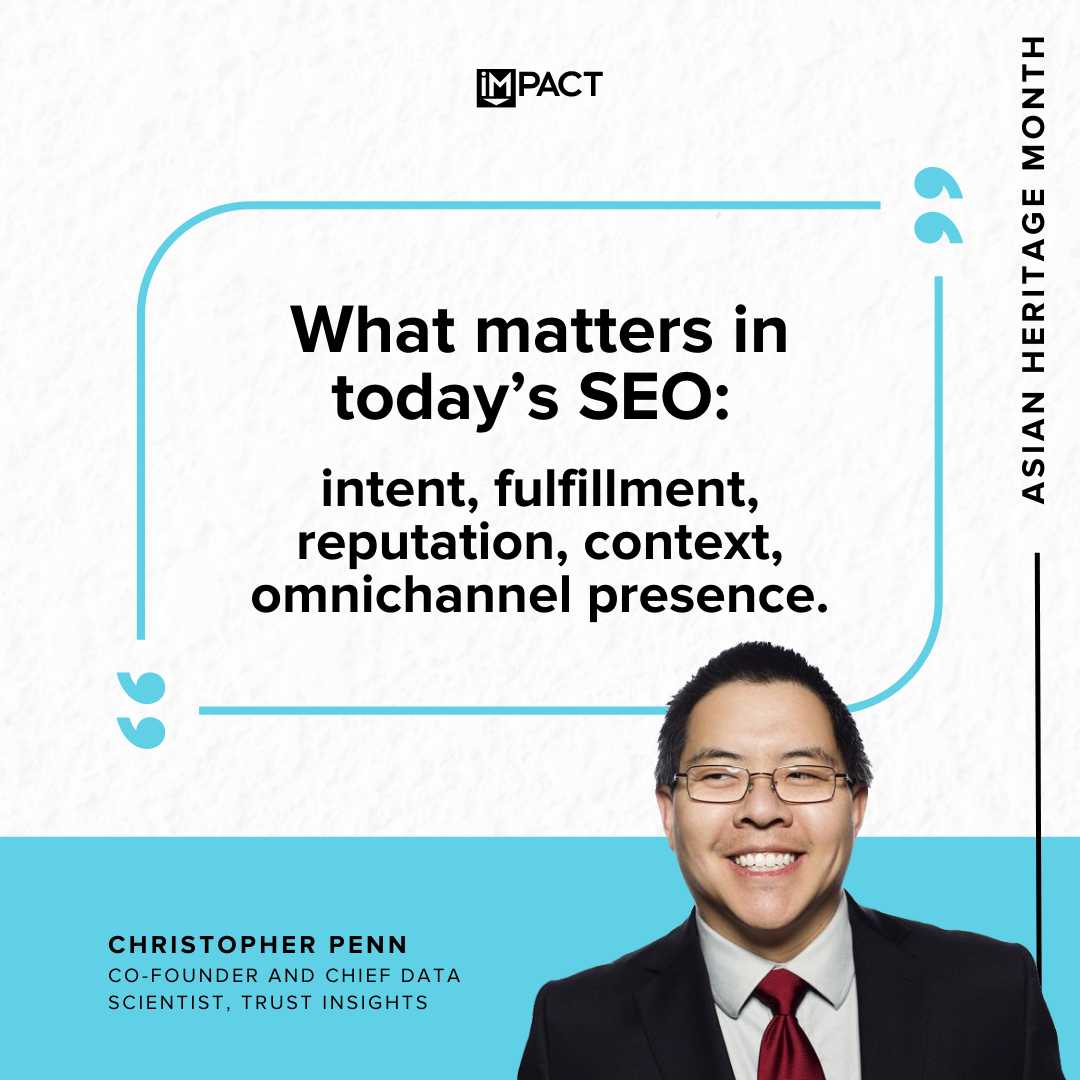 iMPACT
What matters in
today’s SEO:
intent, fulfillment,
reputation, context,
omnichannel presence.
CHRISTOPHER PENN
CO-FOUNDER AND CHIEF DATA
SCIENTIST, TRUST INSIGHTS
ASIAN HERITAGE MONTH